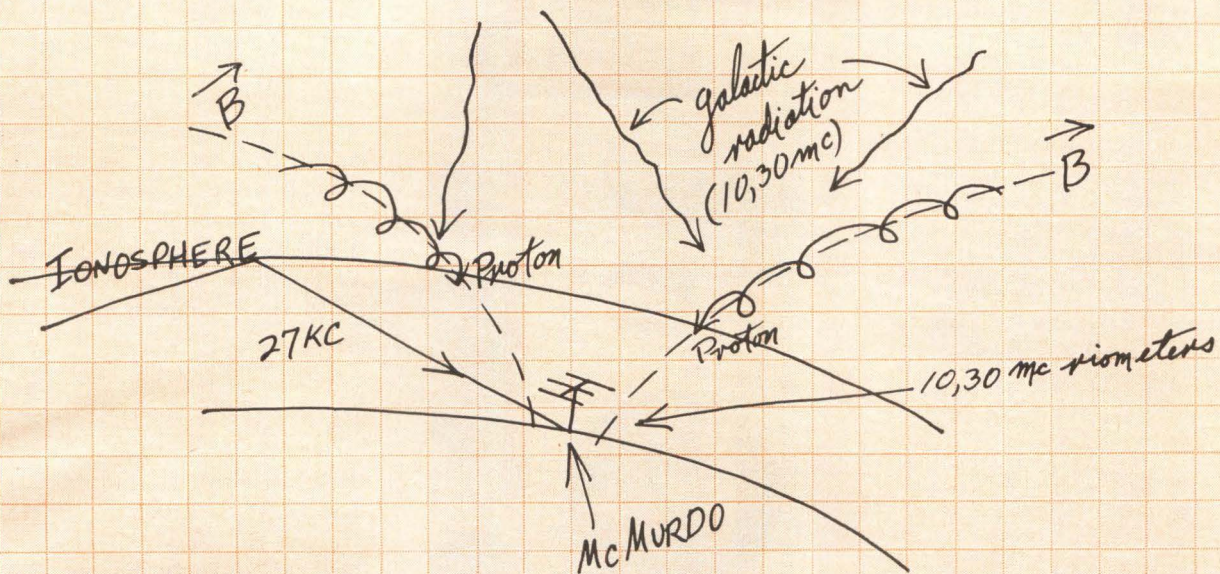 B
galactic
radiation
(10,30 mc)
B
IONOSPHERE
Proton
27KC
Proton
10,30 mc riometers
McMURDO